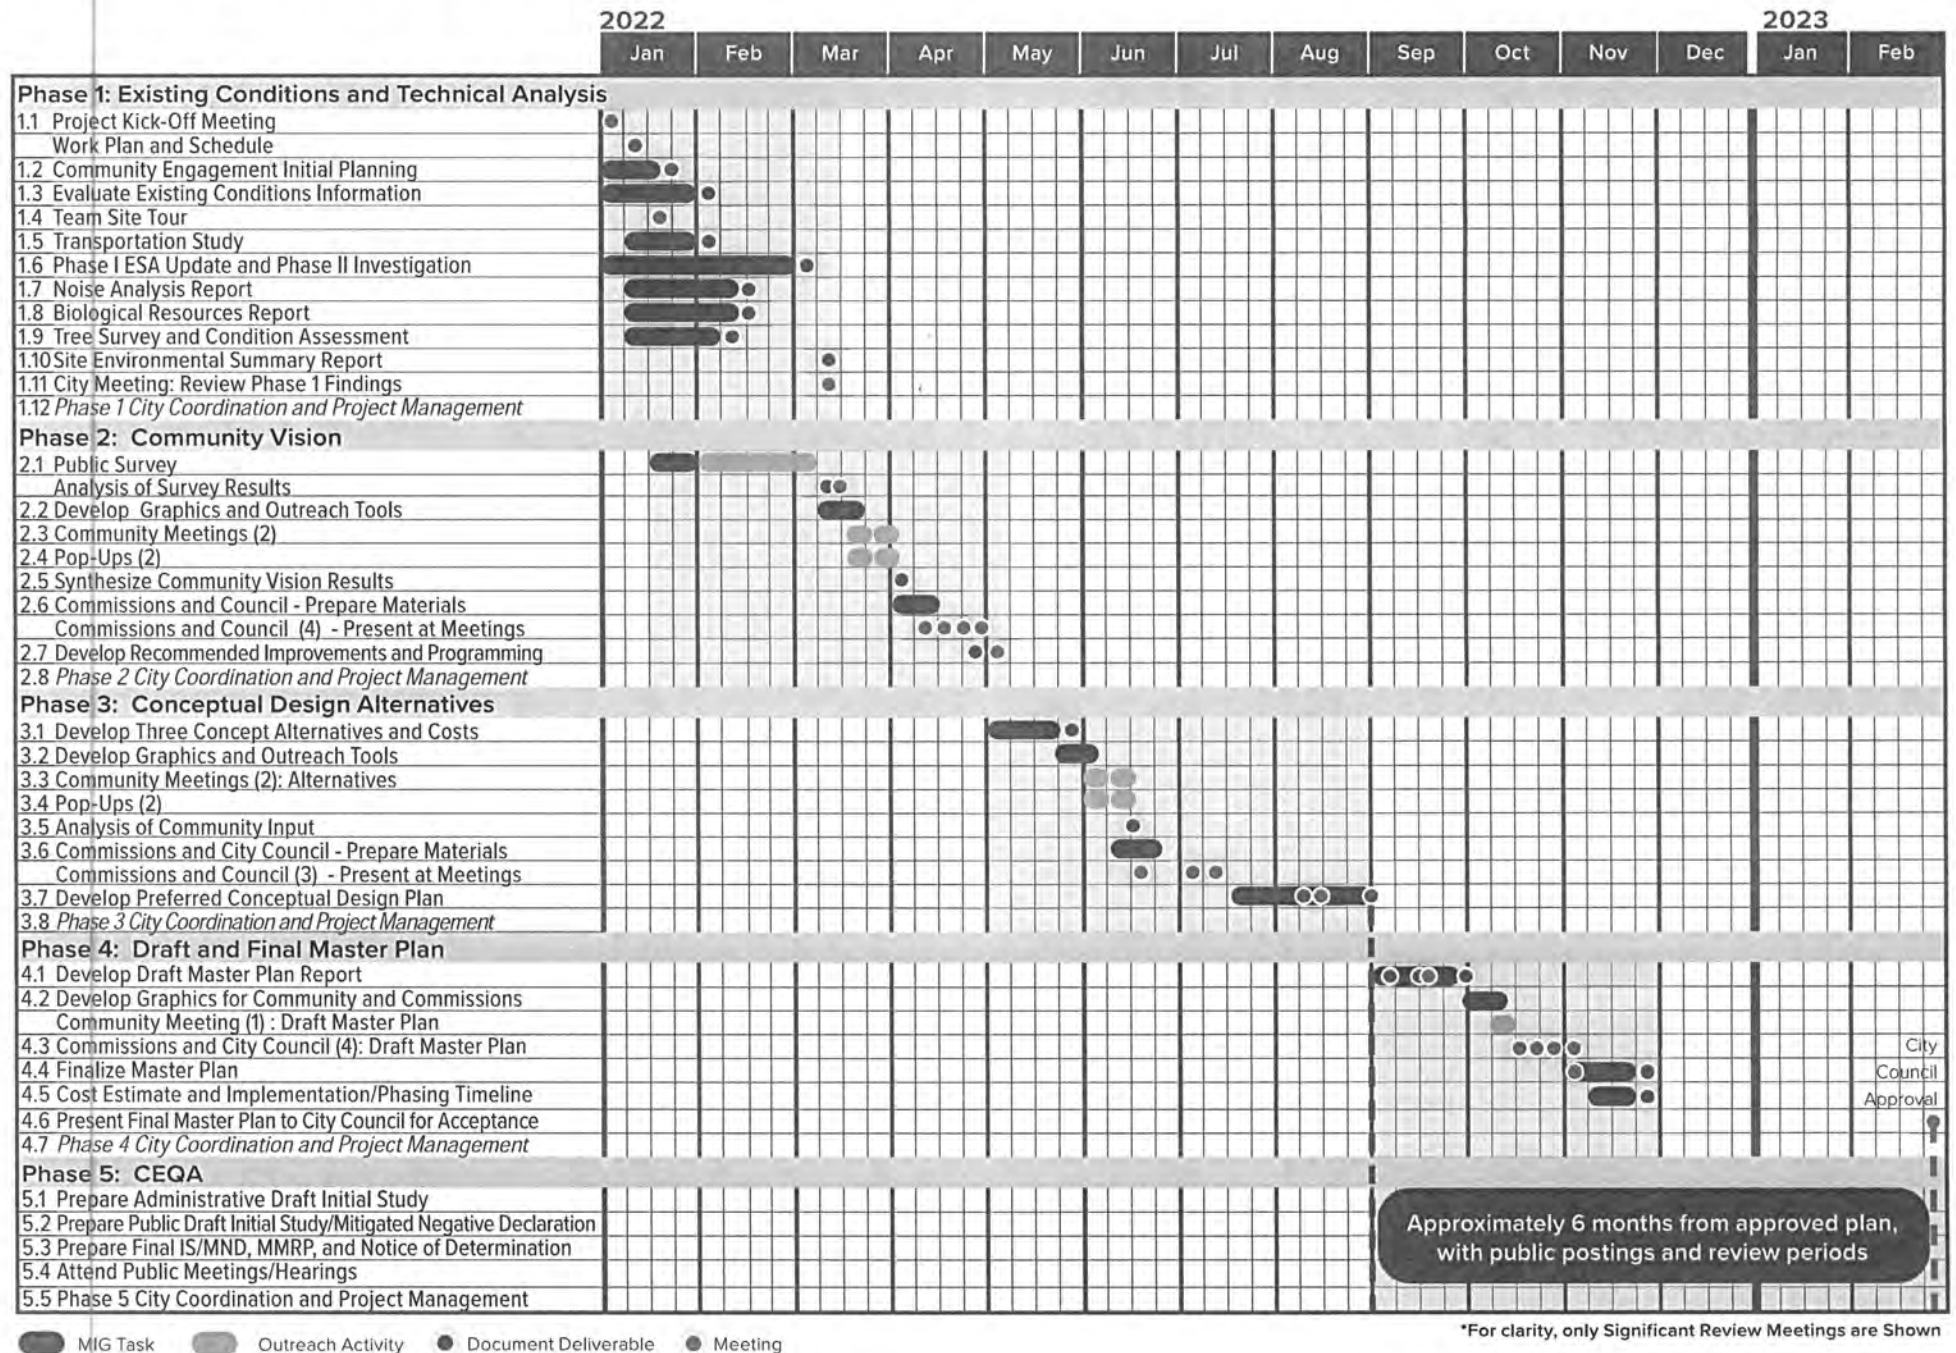 2022 2023
Jan Feb Mar Apr May Jun Jul Aug Sep Oct Nov Dec Jan Feb
Phase 1: Existing Conditions and Technical Analysis
1.1 Project Kick-Off Meeting
Work Plan and Schedule
1.2 Community Engagement Initial Planning
1.3 Evaluate Existing Conditions Information
1.4 Team Site Tour
1.5 Transportation Study
1.6 Phase I ESA Update and Phase II Investigation
1.7 Noise Analysis Report
1.8 Biological Resources Report
1.9 Tree Survey and Condition Assessment
1.10 Site Environmental Summary Report
1.11 City Meeting: Review Phase 1 Findings
1.12 Phase 1 City Coordination and Project Management
Phase 2: Community Vision
2.1 Public Survey
Analysis of Survey Results
2.2 Develop Graphics and Outreach Tools
2.3 Community Meetings (2)
2.4 Pop-Ups (2)
2.5 Synthesize Community Vision Results
2.6 Commissions and Council - Prepare Materials
Commissions and Council (4) - Present at Meetings
2.7 Develop Recommended Improvements and Programming
2.8 Phase 2 City Coordination and Project Management
Phase 3: Conceptual Design Alternatives
3.1 Develop Three Concept Alternatives and Costs
3.2 Develop Graphics and Outreach Tools
3.3 Community Meetings (2): Alternatives
3.4 Pop-Ups (2)
3.5 Analysis of Community Input
3.6 Commissions and City Council - Prepare Materials
Commissions and Council (3) - Present at Meetings
3.7 Develop Preferred Conceptual Design Plan
3.8 Phase 3 City Coordination and Project Management
Phase 4: Draft and Final Master Plan
4.1 Develop Draft Master Plan Report
4.2 Develop Graphics for Community and Commissions
Community Meeting (1) : Draft Master Plan
4.3 Commissions and City Council (4): Draft Master Plan
City
4.4 Finalize Master Plan
Council
4.5 Cost Estimate and Implementation/Phasing Timeline
Approval
4.6 Present Final Master Plan to City Council for Acceptance
4.7 Phase 4 City Coordination and Project Management
Phase 5: CEQA
5.1 Prepare Administrative Draft Initial Study
5.2 Prepare Public Draft Initial Study/Mitigated Negative Declaration
5.3 Prepare Final IS/MND, MMRP, and Notice of Determination
5.4 Attend Public Meetings/Hearings
5.5 Phase 5 City Coordination and Project Management
Approximately 6 months from approved plan,
with public postings and review periods
MIG Task Outreach Activity Document Deliverable Meeting
*For clarity, only Significant Review Meetings are Shown